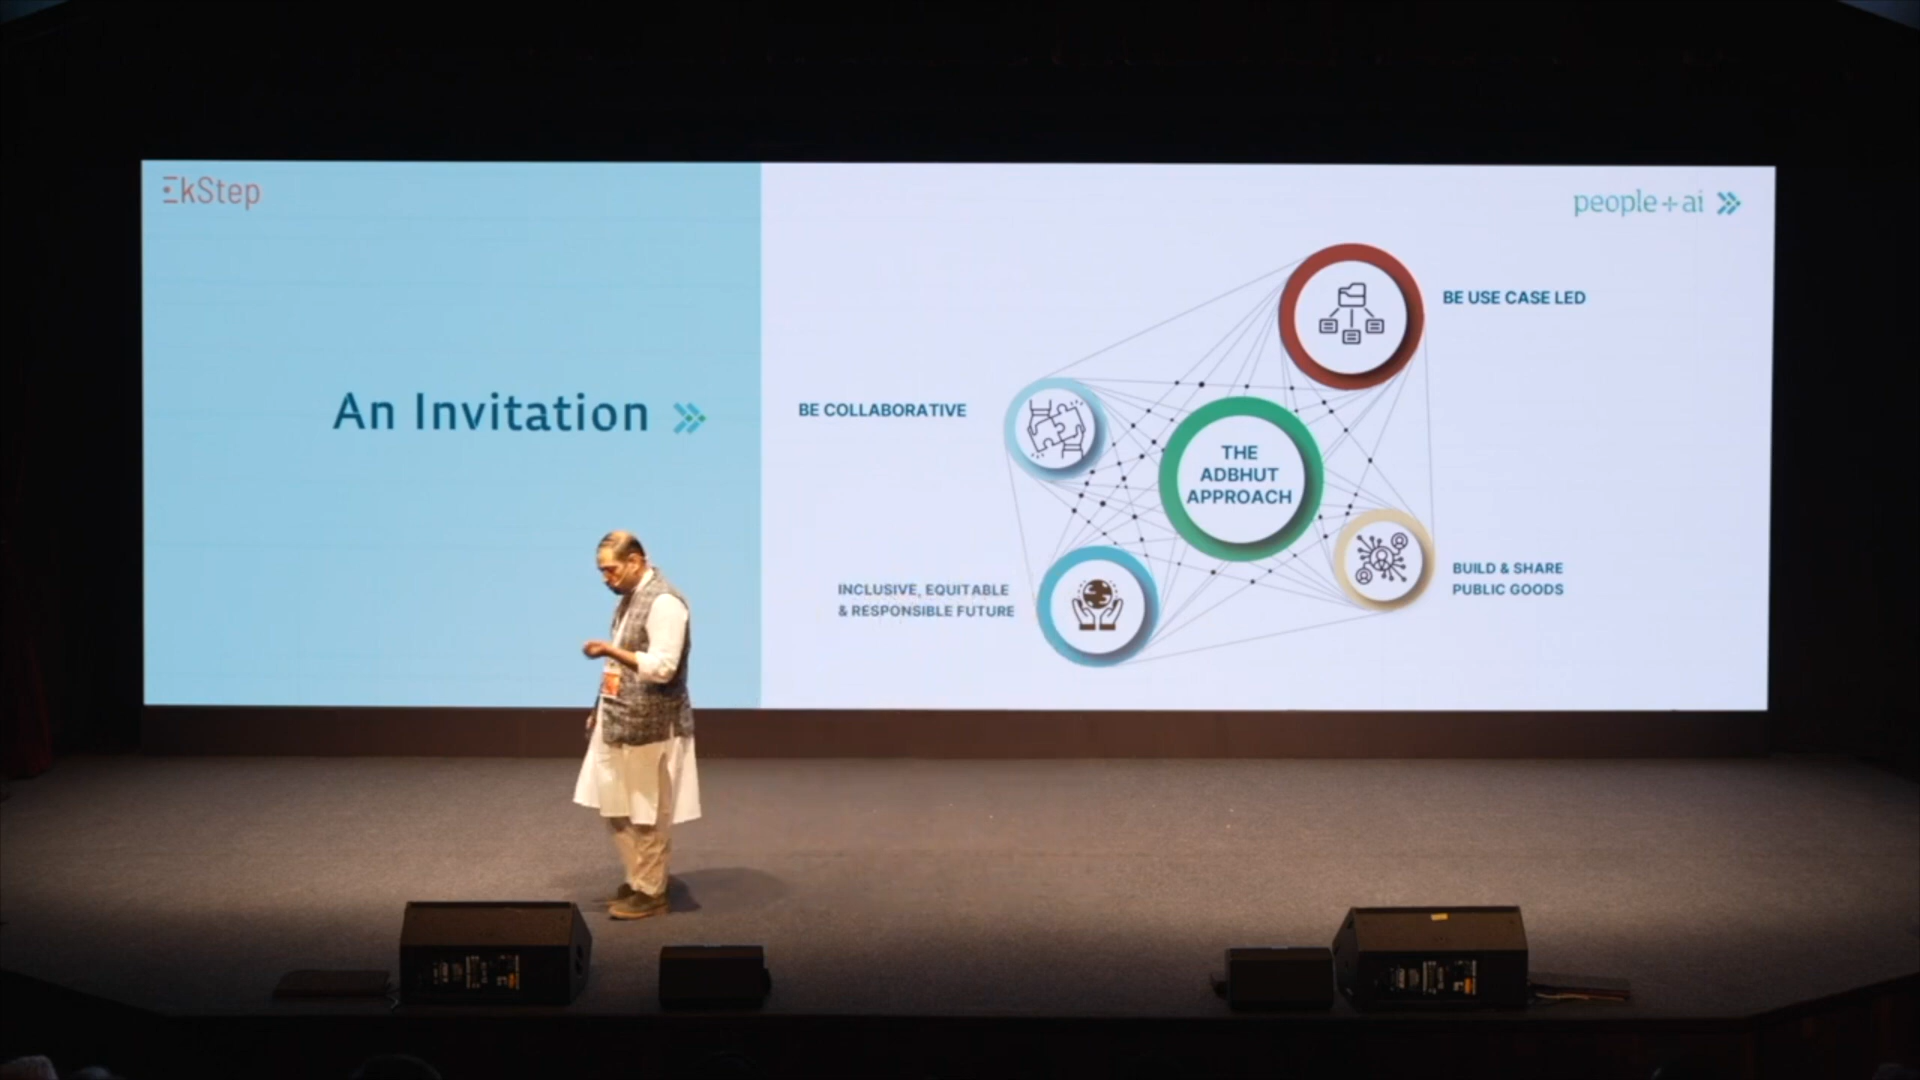 EkStep
people+ai
An Invitation
BE USE CASE LED
BE COLLABORATIVE
THE
ADBHUT
APPROACH
BUILD & SHARE
PUBLIC GOODS
INCLUSIVE, EQUITABLE
& RESPONSIBLE FUTURE